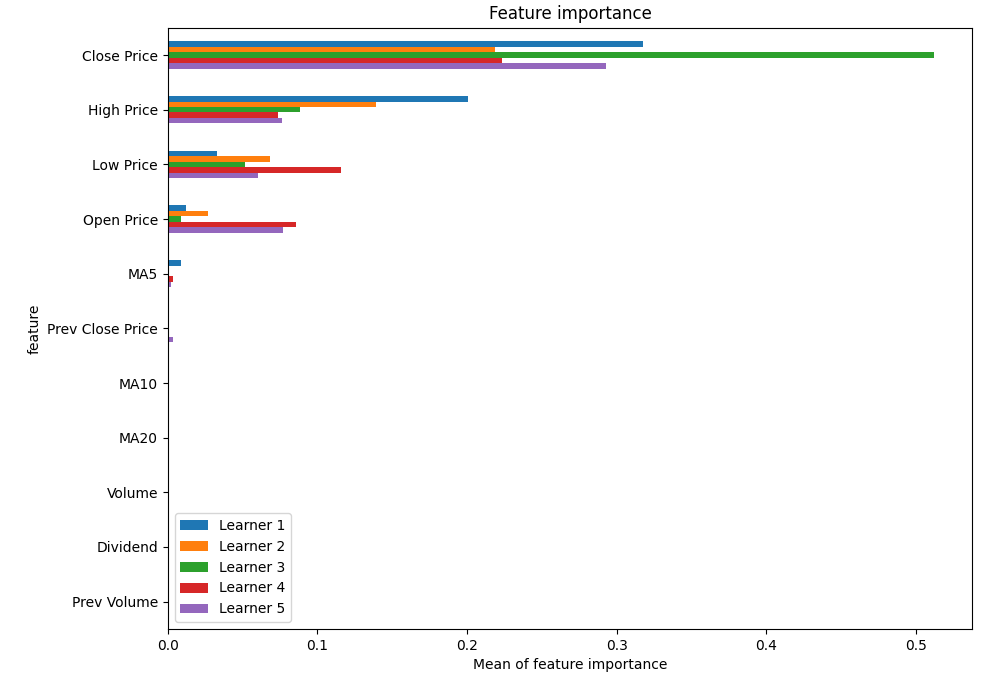 Feature importance
Close Price
High Price
Low Price
Open Price
MA5
Prev Close Price
MA10
MA20
Volume
Dividend
Prev Volume
feature
Learner 1
Learner 2
Learner 3
Learner 4
Learner 5
0.0 0.1 0.2 0.3 0.4 0.5
Mean of feature importance